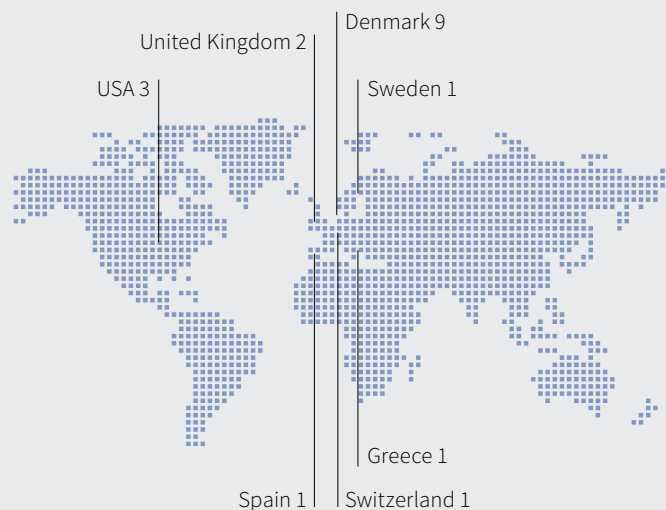 Denmark 9
United Kingdom 2
USA 3
Sweden 1
Greece 1
Spain 1
Switzerland 1